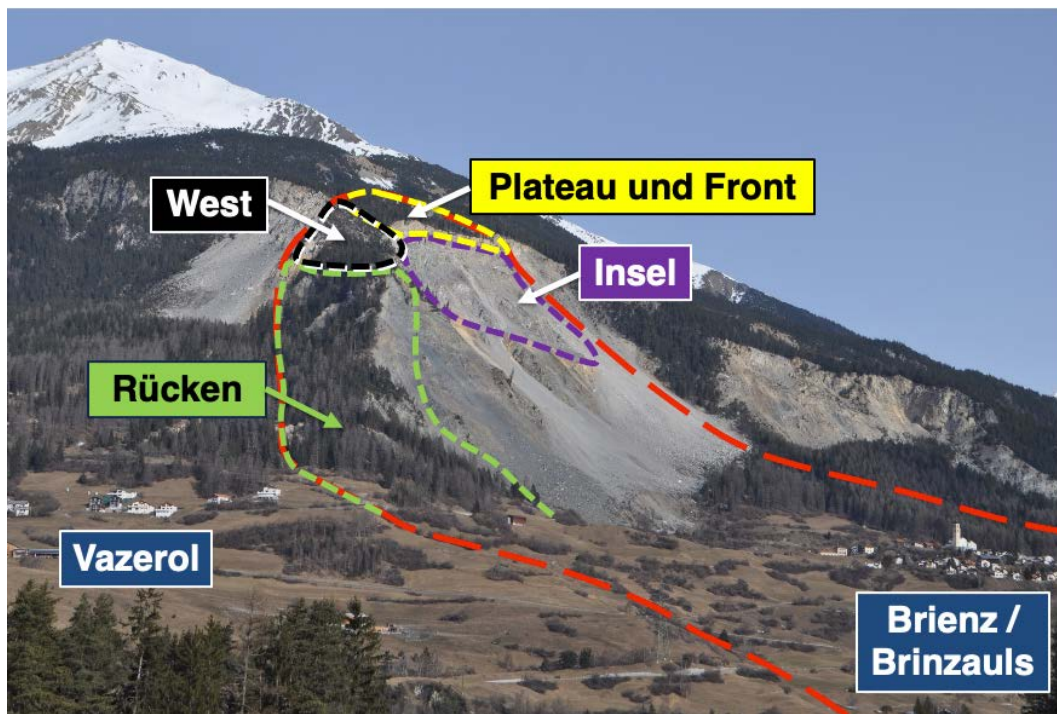 Plateau und Front
West
Insel
Rücken
Vazerol
Brienz /
Brinzauls